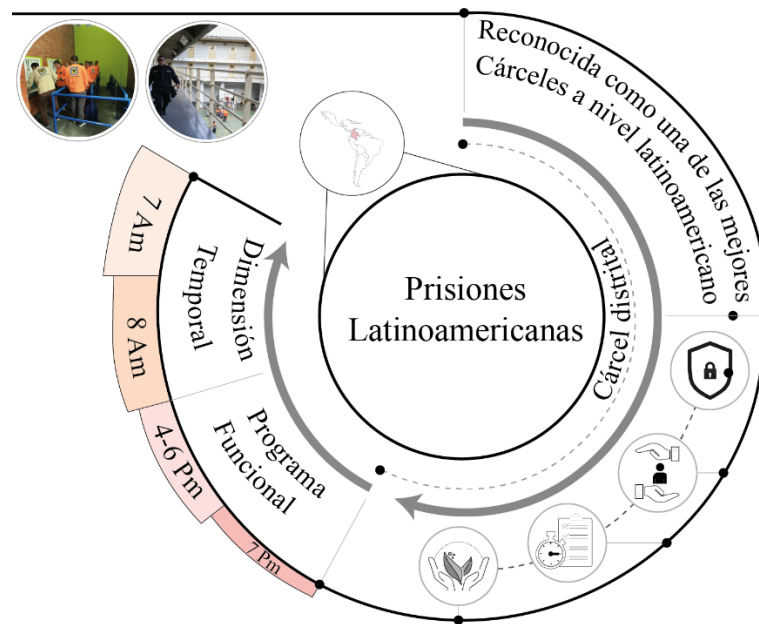 Reconocida como una de las mejores
Cárceles a nivel latinoamericano
Cárcel distrital
Prisiones
Latinoamericanas
Dimensión
Temporal
Programa
Funcional
7 Am
8 Am
4-6 Pm
7 Pm